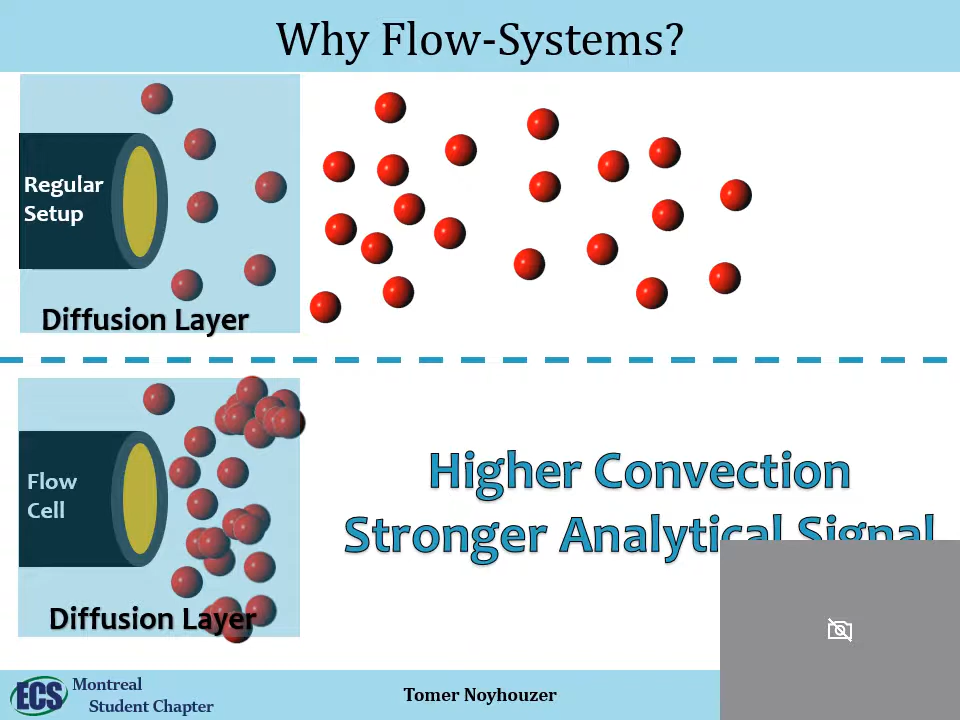 Why Flow-Systems?
Regular
Setup
Diffusion Layer
Flow
Cell
Diffusion Layer
Higher Convection
Stronger Analytical Signal
ECS Montreal
Student Chapter
Tomer Noyhouzer